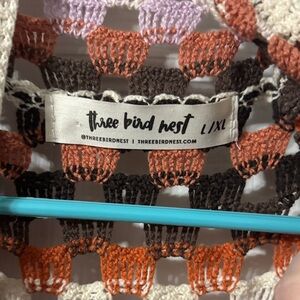 three bird nest L/XL
@THREEBIRDNEST | THREEBIRDNEST.COM